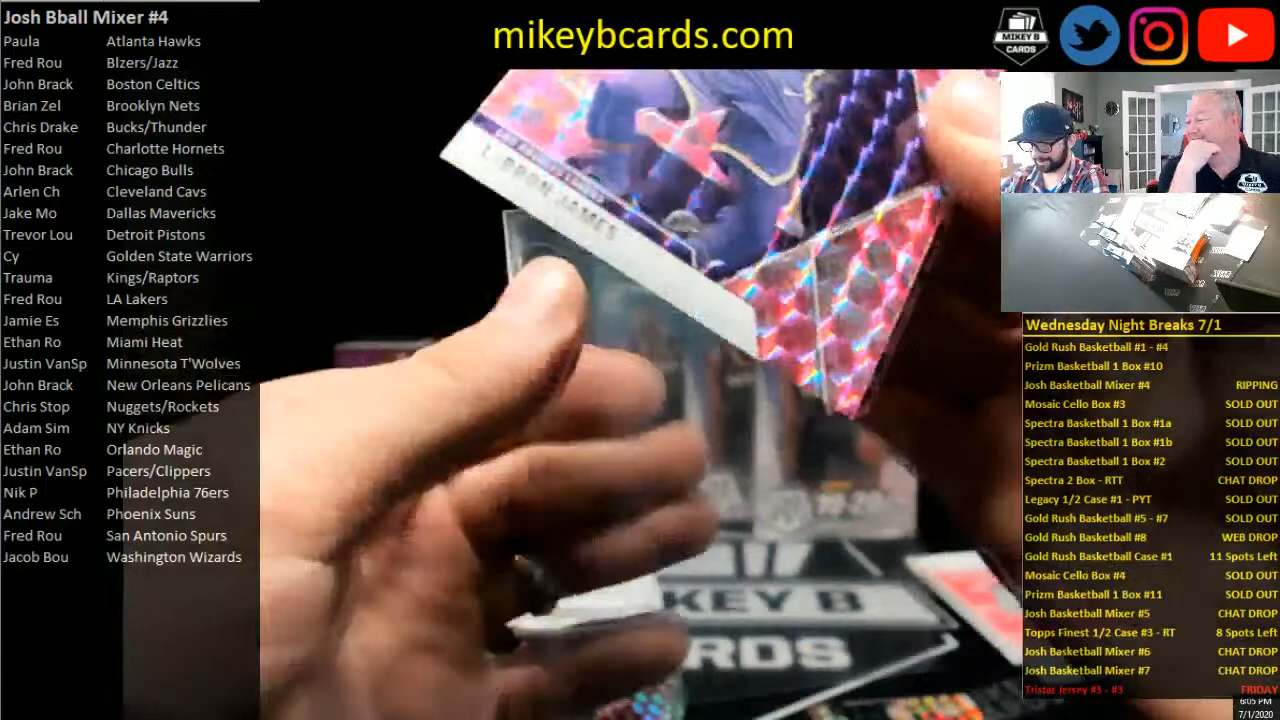 Josh Bball Mixer #4
Paula Atlanta Hawks
Fred Rou Blzers/Jazz
John Brack Boston Celtics
Brian Zel Brooklyn Nets
Chris Drake Bucks/Thunder
Fred Rou Charlotte Hornets
John Brack Chicago Bulls
Arlen Ch Cleveland Cavs
Jake Mo Dallas Mavericks
Trevor Lou Detroit Pistons
Cy Golden State Warriors
Trauma Kings/Raptors
Fred Rou LA Lakers
Jamie Es Memphis Grizzlies
Ethan Ro Miami Heat
Justin VanSp Minnesota T'Wolves
John Brack New Orleans Pelicans
Chris Stop Nuggets/Rockets
Adam Sim NY Knicks
Ethan Ro Orlando Magic
Justin VanSp Pacers/Clippers
Nik P Philadelphia 76ers
Andrew Sch Phoenix Suns
Fred Rou San Antonio Spurs
Jacob Bou Washington Wizards
mikeybcards.com
MIKEY B
CARDS
LEBRON JAMES
KEY B
RDS
Wednesday Night Breaks 7/1
Gold Rush Basketball #1 - #4
Prizm Basketball 1 Box #10
Josh Basketball Mixer #4 RIPPING
Mosaic Cello Box #3 SOLD OUT
Spectra Basketball 1 Box #1a SOLD OUT
Spectra Basketball 1 Box #1b SOLD OUT
Spectra Basketball 1 Box #2 SOLD OUT
Spectra 2 Box - RTT CHAT DROP
Legacy 1/2 Case #1 - PYT SOLD OUT
Gold Rush Basketball #5 - #7 SOLD OUT
Gold Rush Basketball #8 WEB DROP
Gold Rush Basketball Case #1 11 Spots Left
Mosaic Cello Box #4 SOLD OUT
Prizm Basketball 1 Box #11 SOLD OUT
Josh Basketball Mixer #5 CHAT DROP
Topps Finest 1/2 Case #3 - RT 8 Spots Left
Josh Basketball Mixer #6 CHAT DROP
Josh Basketball Mixer #7 CHAT DROP
Tristar Jersey #1 - #3 FRIDAY
6:05 PM
7/1/2020